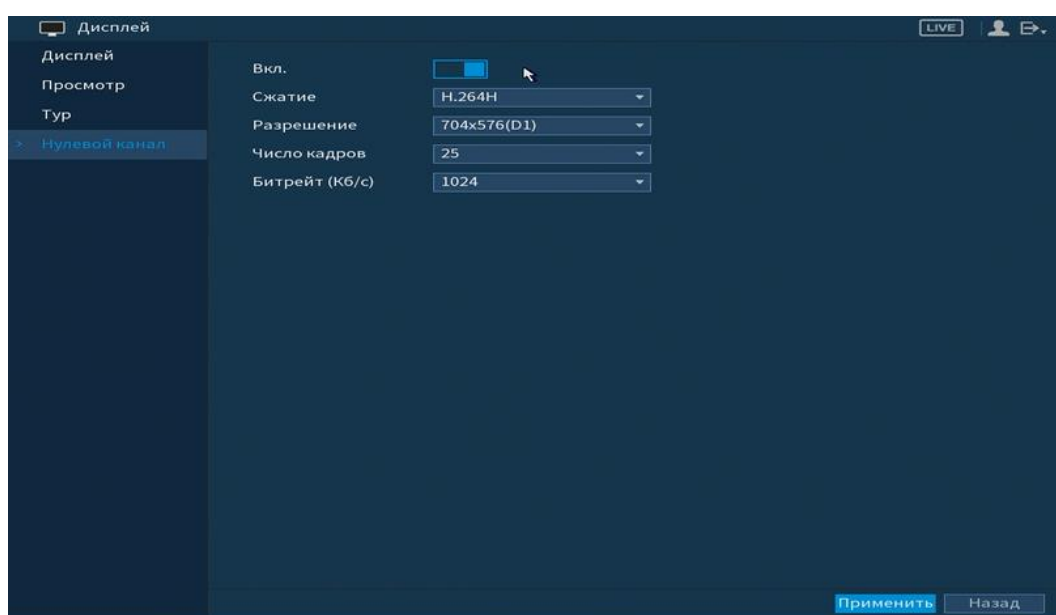 Дисплей
LIVE
Дисплей
Просмотр
Тур
> Нулевой канал
Вкл.
Сжатие H.264H
Разрешение 704x576(D1)
Число кадров 25
Битрейт (Кб/с) 1024
Применить Назад